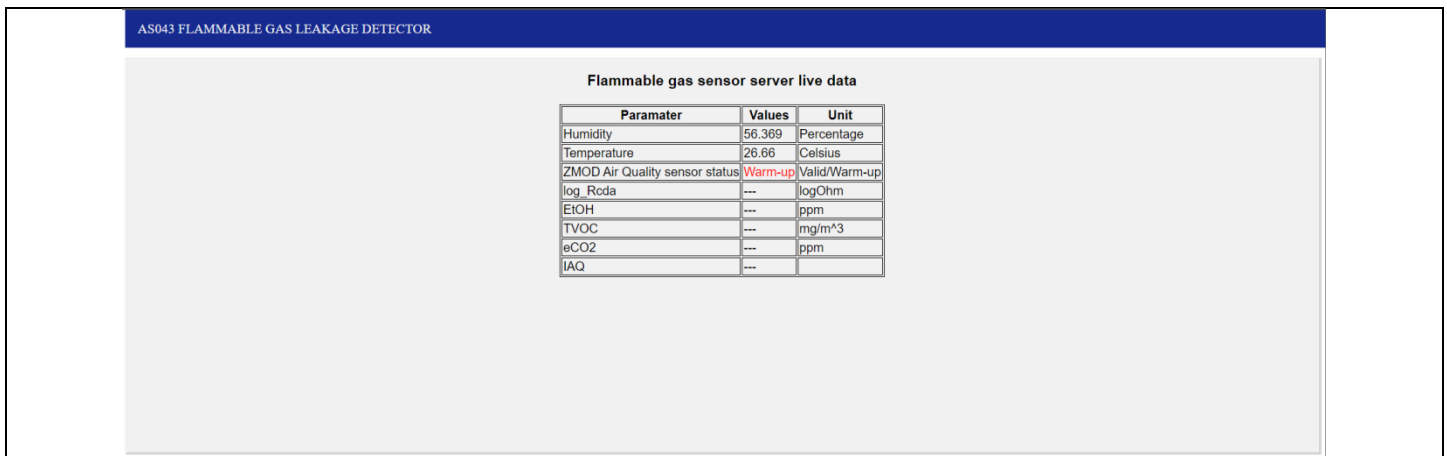 AS043 FLAMMABLE GAS LEAKAGE DETECTOR
Flammable gas sensor server live data
Paramater Values Unit
Humidity 56.369 Percentage
Temperature 26.66 Celsius
ZMOD Air Quality sensor status Warm-up Valid/Warm-up
log_Rcda --- logOhm
EtOH --- ppm
TVOC --- mg/m^3
eCO2 --- ppm
IAQ ---